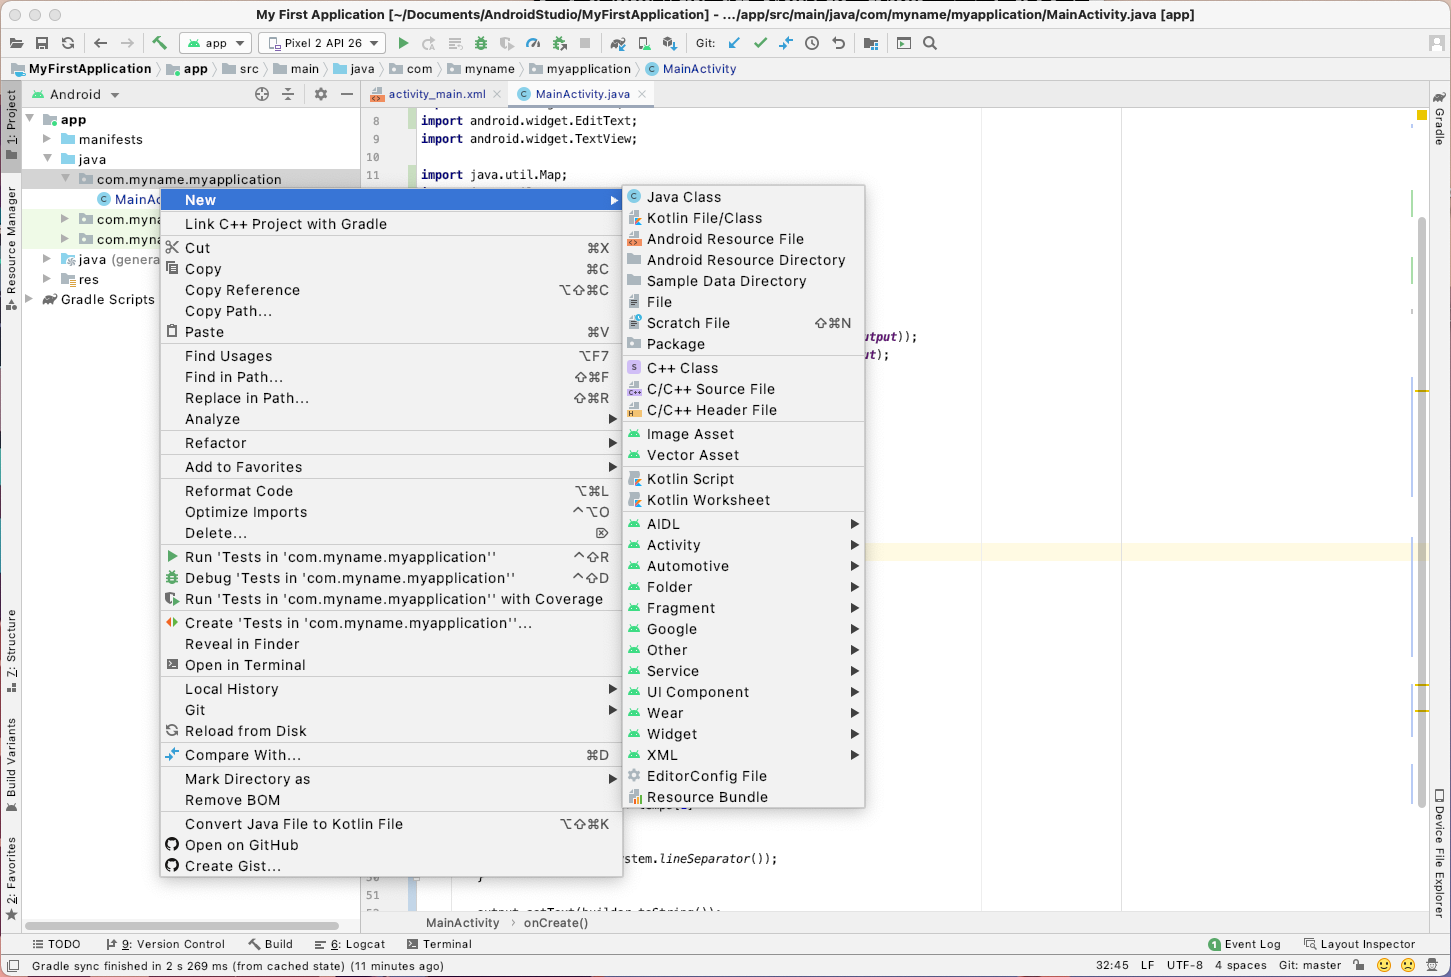 My First Application [~/Documents/AndroidStudio/MyFirstApplication] - .../app/src/main/java/com/myname/myapplication/MainActivity.java [app]
app
Pixel 2 API 26
Git:
MyFirstApplication
app
src
main
java
com
myname
myapplication
MainActivity
Android
activity_main.xml
MainActivity.java
1: Project
Resource Manager
Z: Structure
Build Variants
2: Favorites
app
manifests
java
com.myname.myapplication
MainAc
com.myna
com.myna
java (genera
res
Gradle Scripts
8 import android.widget.EditText;
9 import android.widget.TextView;
10
11 import java.util.Map;
utput));
ut);
stem.lineSeparator());
50 }
51
output.setText(builder.toString());
New
Link C++ Project with Gradle
Cut ⌘X
Copy ⌘C
Copy Reference ⌥⇧⌘C
Copy Path...
Paste ⌘V
Find Usages ⌥F7
Find in Path... ⇧⌘F
Replace in Path... ⇧⌘R
Analyze
Refactor
Add to Favorites
Reformat Code ⌥⌘L
Optimize Imports ^⌥O
Delete... ⌦
Run 'Tests in 'com.myname.myapplication'' ^⇧R
Debug 'Tests in 'com.myname.myapplication'' ^⇧D
Run 'Tests in 'com.myname.myapplication'' with Coverage
Create 'Tests in 'com.myname.myapplication''...
Reveal in Finder
Open in Terminal
Local History
Git
Reload from Disk
Compare With... ⌘D
Mark Directory as
Remove BOM
Convert Java File to Kotlin File ⌥⇧⌘K
Open on GitHub
Create Gist...
Java Class
Kotlin File/Class
Android Resource File
Android Resource Directory
Sample Data Directory
File
Scratch File ⇧⌘N
Package
C++ Class
C/C++ Source File
C/C++ Header File
Image Asset
Vector Asset
Kotlin Script
Kotlin Worksheet
AIDL
Activity
Automotive
Folder
Fragment
Google
Other
Service
UI Component
Wear
Widget
XML
EditorConfig File
Resource Bundle
Gradle
Device File Explorer
MainActivity
onCreate()
TODO
9: Version Control
Build
6: Logcat
Terminal
1 Event Log
Layout Inspector
Gradle sync finished in 2 s 269 ms (from cached state) (11 minutes ago)
32:45 LF UTF-8 4 spaces Git: master